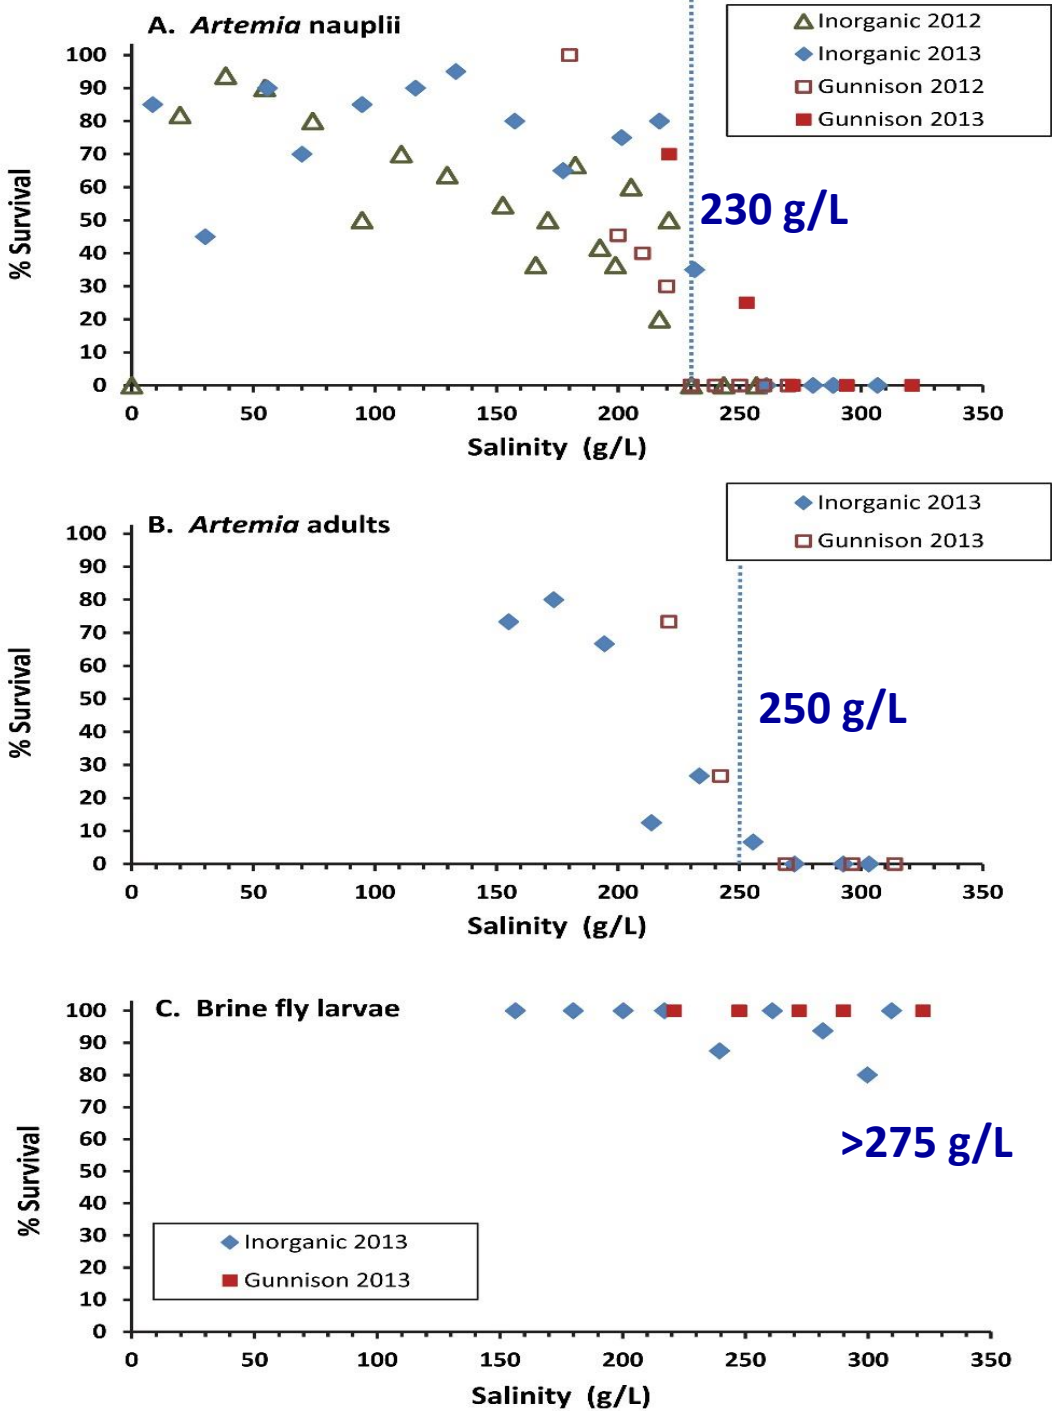 A. Artemia nauplii
Inorganic 2012
Inorganic 2013
Gunnison 2012
Gunnison 2013
100
90
80
70
60
50
40
30
20
10
0
% Survival
230 g/L
0 50 100 150 200 250 300 350
Salinity (g/L)
B. Artemia adults
Inorganic 2013
Gunnison 2013
100
90
80
70
60
50
40
30
20
10
0
% Survival
250 g/L
0 50 100 150 200 250 300 350
Salinity (g/L)
C. Brine fly larvae
100
90
80
70
60
50
40
30
20
10
0
% Survival
>275 g/L
Inorganic 2013
Gunnison 2013
0 50 100 150 200 250 300 350
Salinity (g/L)